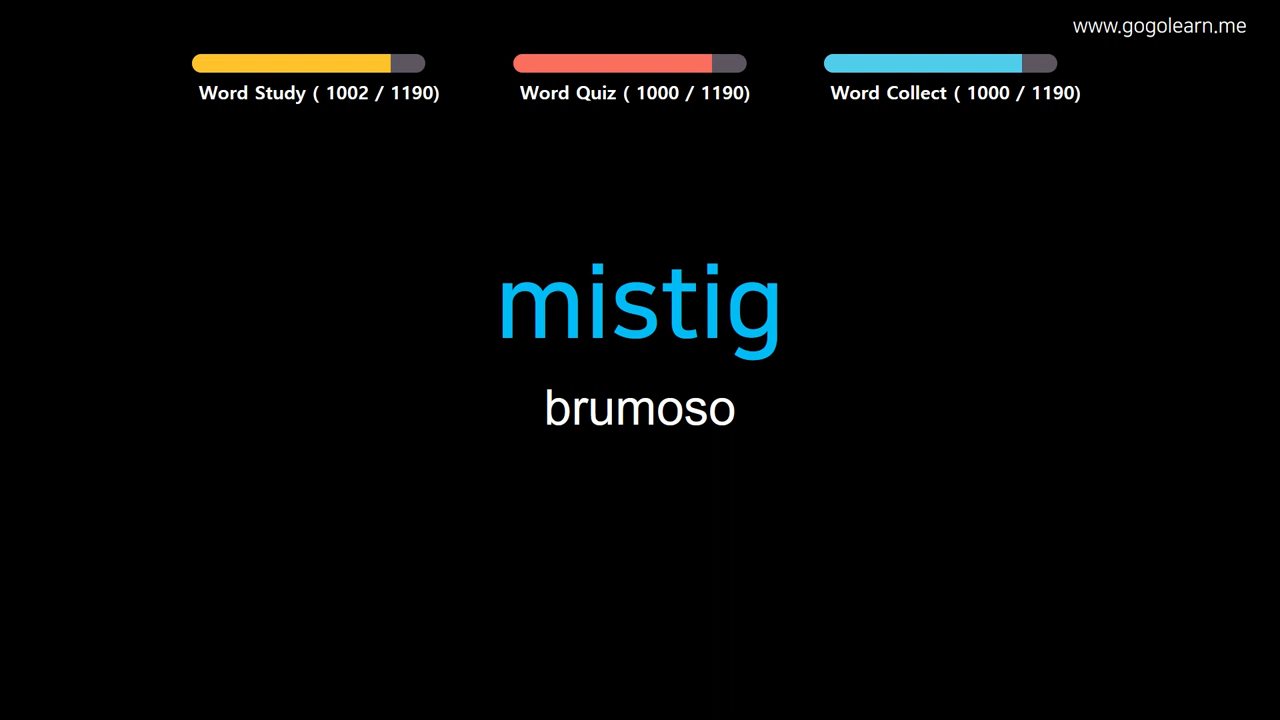 www.gogolearn.me
Word Study ( 1002 / 1190)
Word Quiz ( 1000 / 1190)
Word Collect ( 1000 / 1190)
mistig
brumoso